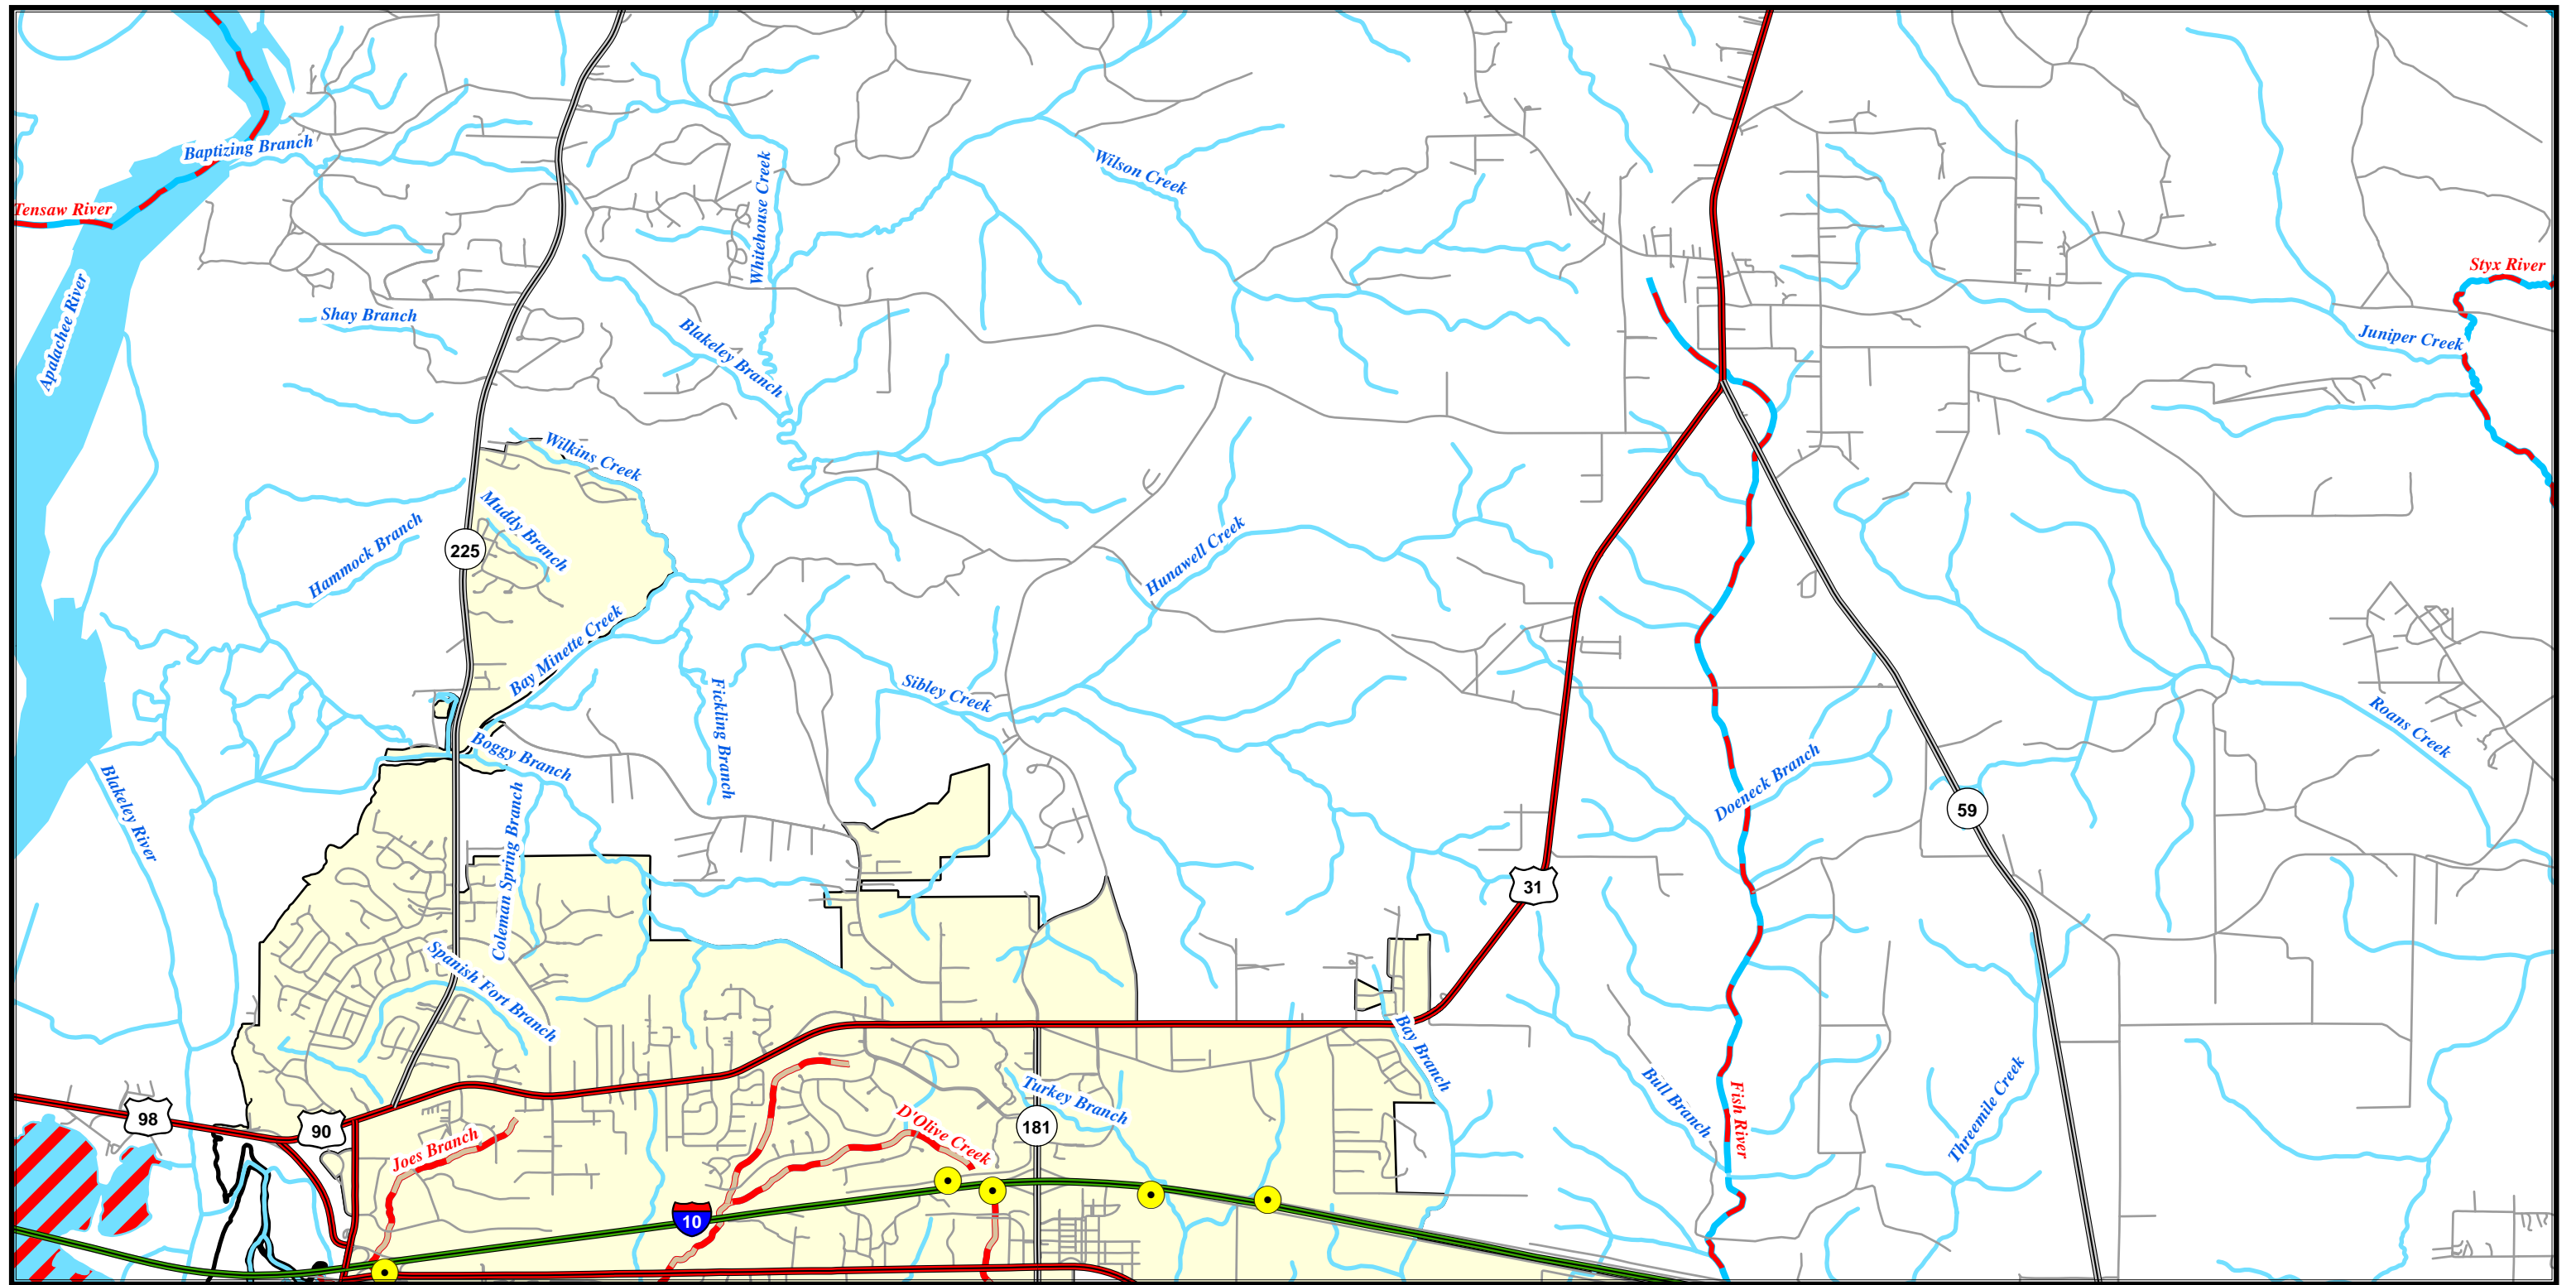 Baptizing Branch
Tensaw River
Whitehouse Creek
Wilson Creek
Styx River
Apalachee River
Shay Branch
Blakeley Branch
Juniper Creek
Wilkins Creek
Muddy Branch
Hammock Branch
225
Hunawell Creek
Bay Minette Creek
Fickling Branch
Sibley Creek
Roans Creek
Boggy Branch
Doeneck Branch
Blakeley River
Coleman Spring Branch
59
31
Spanish Fort Branch
Bay Branch
Turkey Branch
Bull Branch
Fish River
Threemile Creek
98
90
181
D'Olive Creek
Joes Branch
10